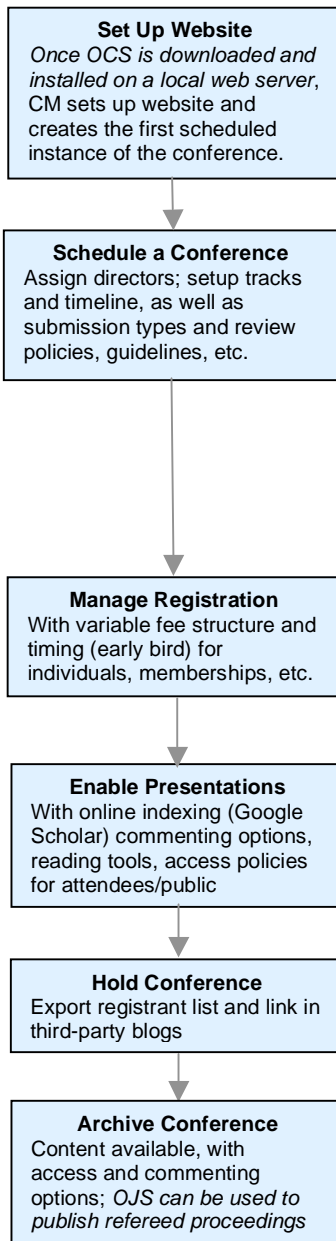 Set Up Website
Once OCS is downloaded and
installed on a local web server,
CM sets up website and
creates the first scheduled
instance of the conference.
Schedule a Conference
Assign directors; setup tracks
and timeline, as well as
submission types and review
policies, guidelines, etc.
Manage Registration
With variable fee structure and
timing (early bird) for
individuals, memberships, etc.
Enable Presentations
With online indexing (Google
Scholar) commenting options,
reading tools, access policies
for attendees/public
Hold Conference
Export registrant list and link in
third-party blogs
Archive Conference
Content available, with
access and commenting
options; OJS can be used to
publish refereed proceedings